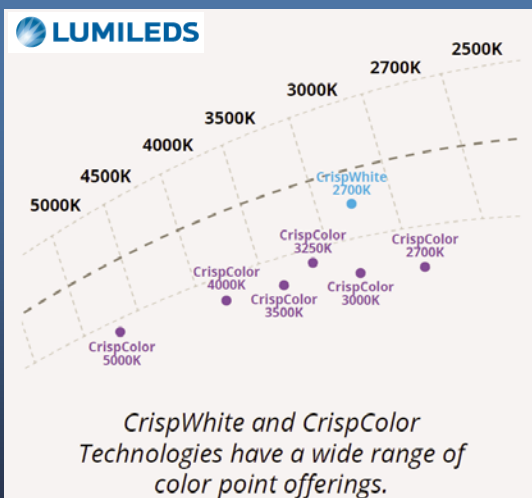 LUMILEDS
2500K
2700K
3000K
3500K
4000K
4500K
5000K
CrispWhite
2700K
CrispColor
2700K
CrispColor
3250K
CrispColor
4000K
CrispColor
3000K
CrispColor
3500K
CrispColor
5000K
CrispWhite and CrispColor
Technologies have a wide range of
color point offerings.